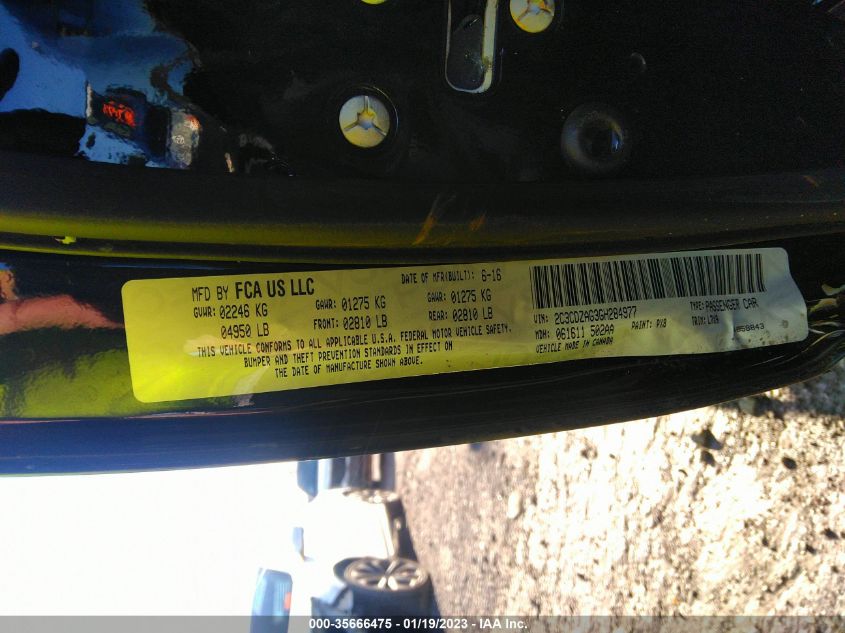 MFD BY FCA US LLC DATE OF MFR(BUILT): 6-16
GVWR: 02246 KG GAWR: 01275 KG GAWR: 01275 KG
04950 LB FRONT: 02810 LB REAR: 02810 LB
THIS VEHICLE CONFORMS TO ALL APPLICABLE U.S.A. FEDERAL MOTOR VEHICLE SAFETY,
BUMPER AND THEFT PREVENTION STANDARDS IN EFFECT ON
THE DATE OF MANUFACTURE SHOWN ABOVE.
VIN: 2C3CDZAG3GH284977 TYPE: PASSENGER CAR
MDH: 061611 502AA PAINT: PX8 TRIM:
VEHICLE MADE IN CANADA
000-35666475 — 01/19/2023 — IAA Inc.